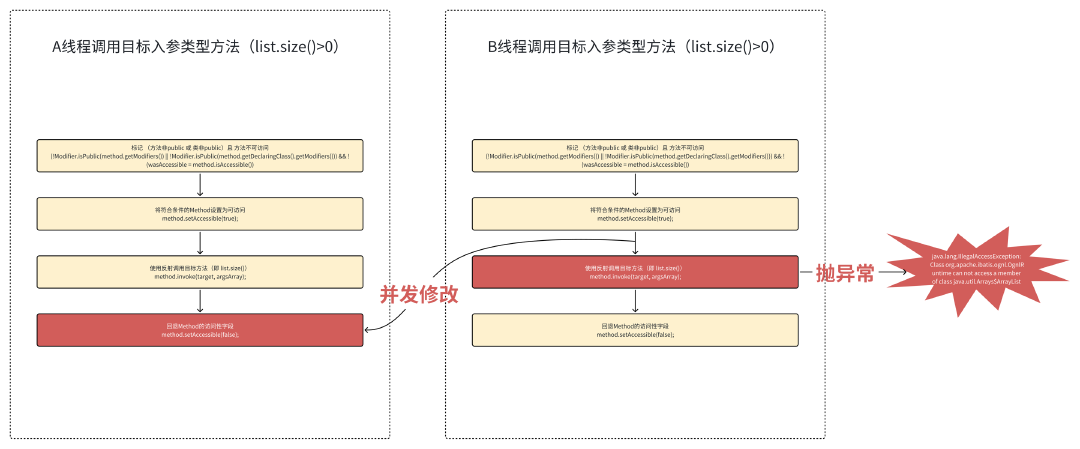 A线程调用目标入参类型方法（list.size()>0）
标记 （方法非public 或 类非public）且 方法不可访问
(!Modifier.isPublic(method.getModifiers()) || !Modifier.isPublic(method.getDeclaringClass().getModifiers())) && !
(wasAccessible = method.isAccessible())
将符合条件的Method设置为可访问
method.setAccessible(true);
使用反射调用目标方法（即 list.size()）
method.invoke(target, argsArray);
回退Method的访问性字段
method.setAccessible(false);
并发修改
B线程调用目标入参类型方法（list.size()>0）
标记 （方法非public 或 类非public）且 方法不可访问
(!Modifier.isPublic(method.getModifiers()) || !Modifier.isPublic(method.getDeclaringClass().getModifiers())) && !
(wasAccessible = method.isAccessible())
将符合条件的Method设置为可访问
method.setAccessible(true);
使用反射调用目标方法（即 list.size()）
method.invoke(target, argsArray);
回退Method的访问性字段
method.setAccessible(false);
抛异常
java.lang.IllegalAccessException:
Class org.apache.ibatis.ognl.OgnlR
untime can not access a member
of class java.util.Arrays$ArrayList